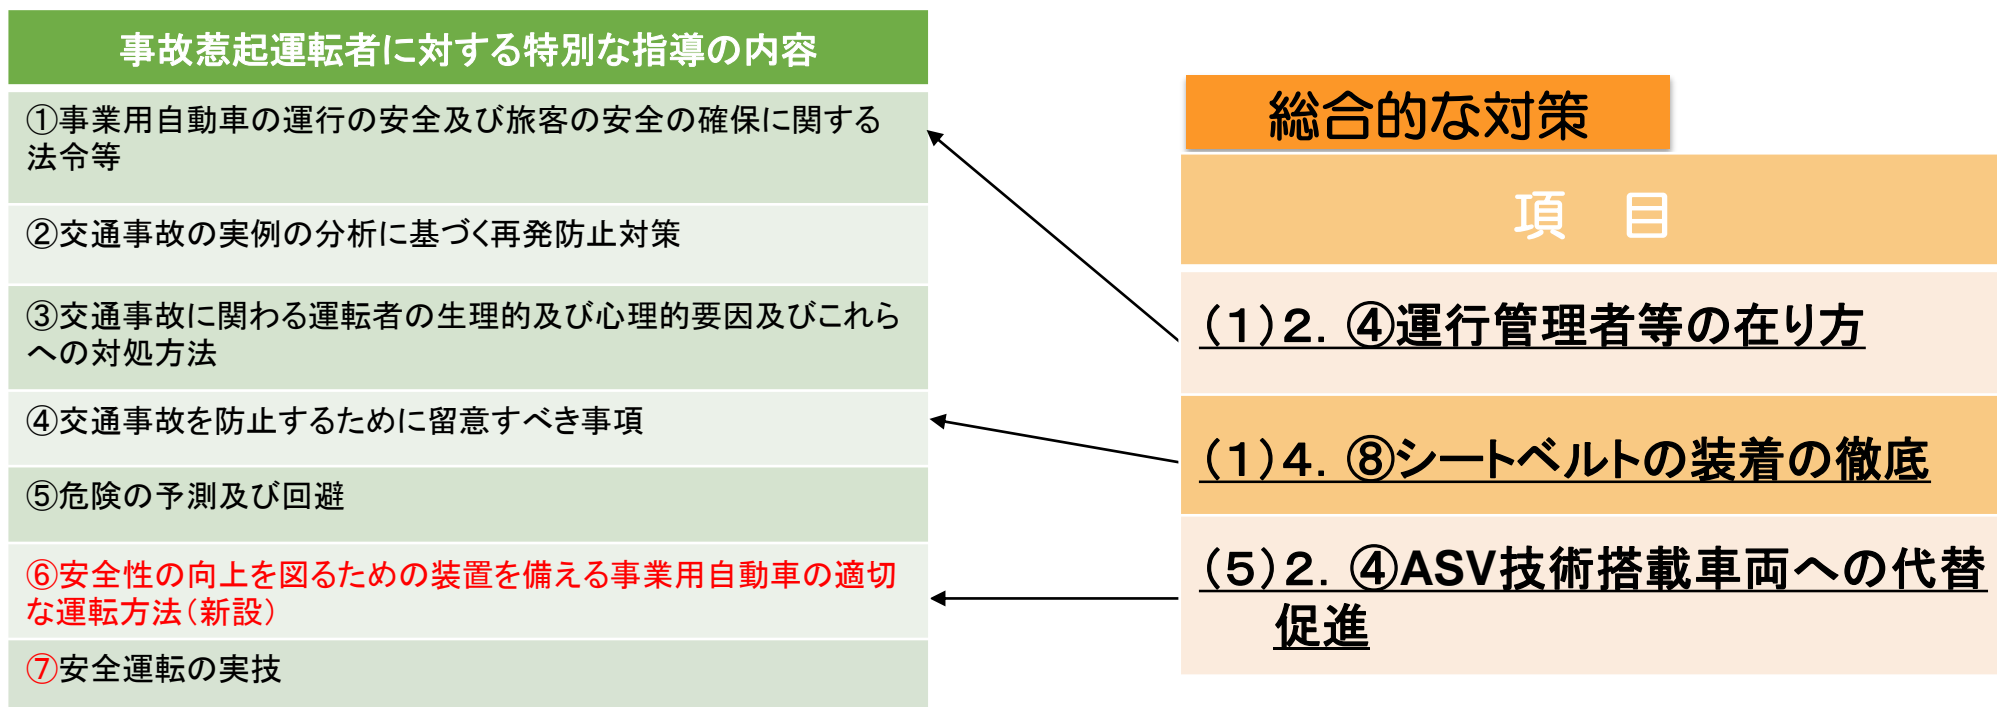 事故惹起運転者に対する特別な指導の内容
①事業用自動車の運行の安全及び旅客の安全の確保に関する
法令等
②交通事故の実例の分析に基づく再発防止対策
③交通事故に関わる運転者の生理的及び心理的要因及びこれら
への対処方法
④交通事故を防止するために留意すべき事項
⑤危険の予測及び回避
⑥安全性の向上を図るための装置を備える事業用自動車の適切
な運転方法(新設)
⑦安全運転の実技
総合的な対策
項　目
(1)2. ④運行管理者等の在り方
(1)4. ⑧シートベルトの装着の徹底
(5)2. ④ASV技術搭載車両への代替
促進